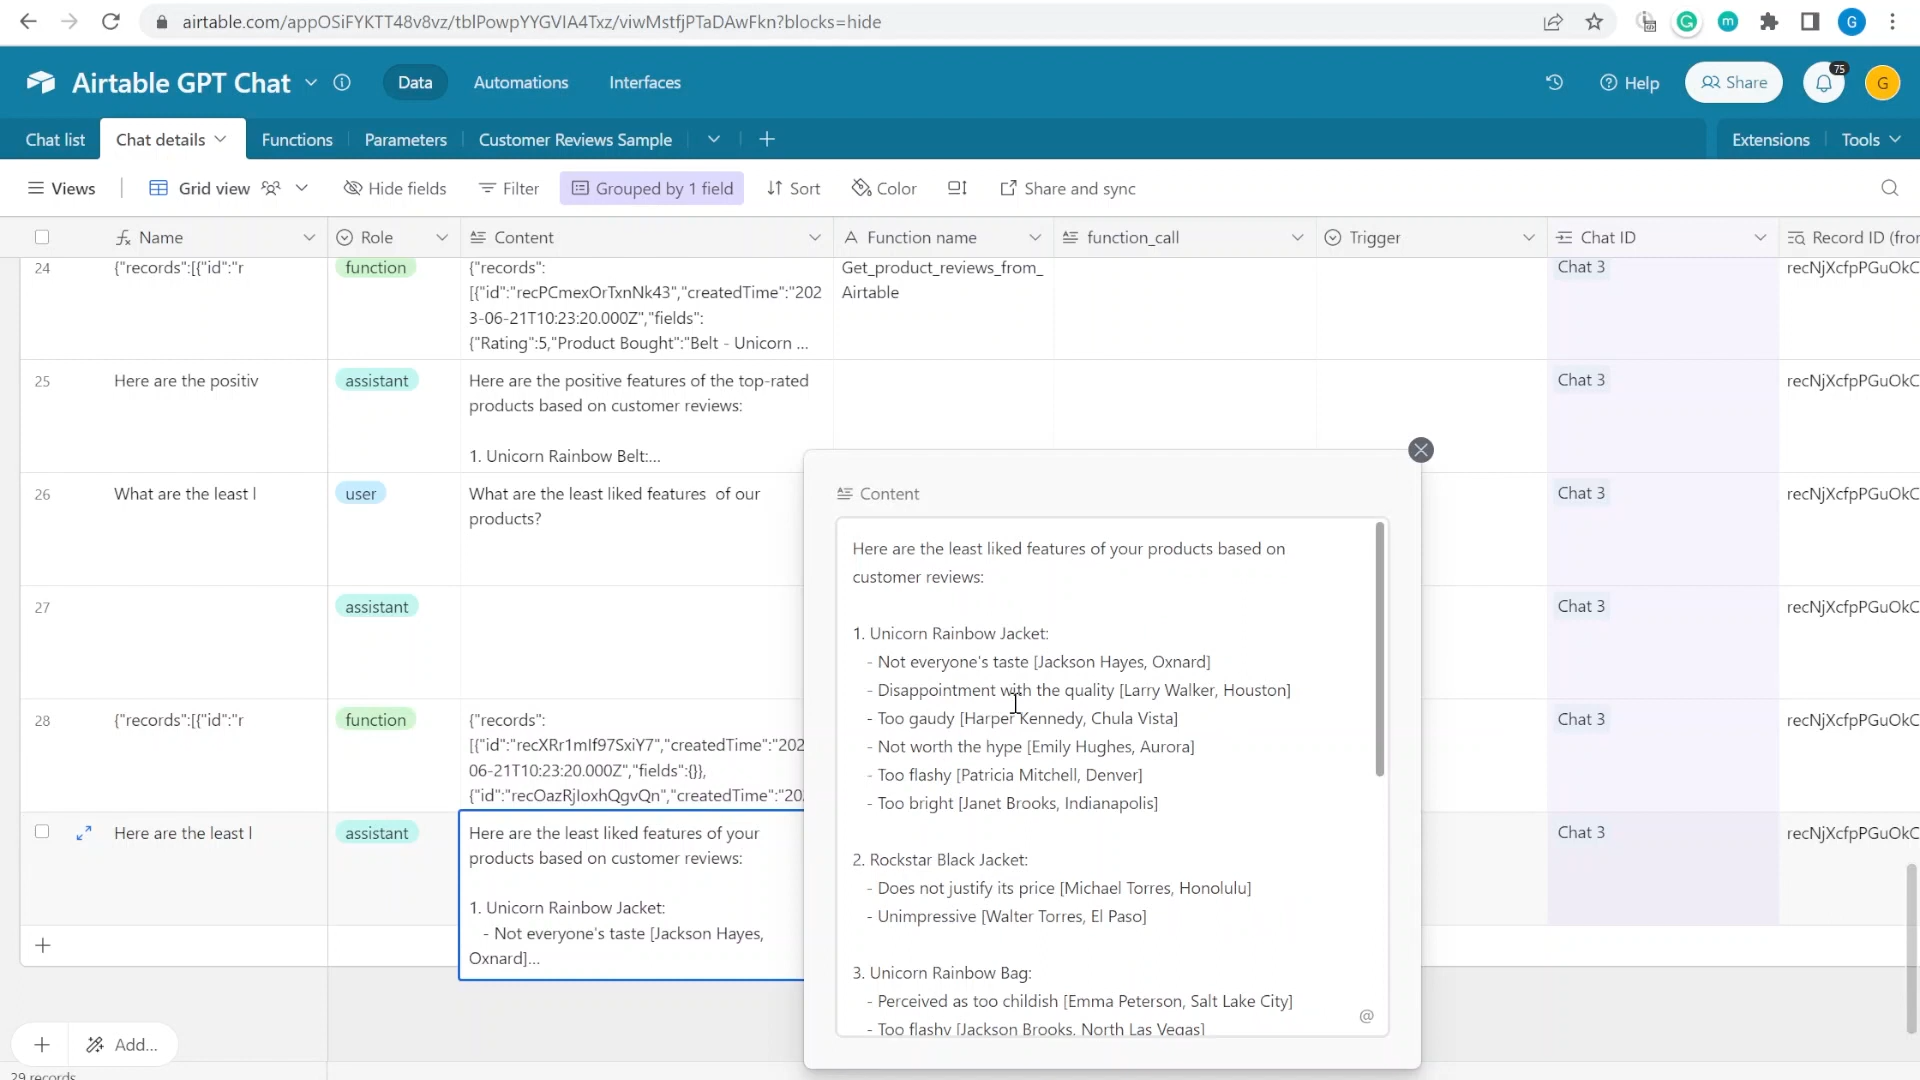 airtable.com/appOSiFYKTT48v8vz/tblPowpYYGVIA4Txz/viwMstfjPTaDAwFkn?blocks=hide
G
m
G
Airtable GPT Chat
Data
Automations
Interfaces
Help
Share
75
G
Chat list
Chat details
Functions
Parameters
Customer Reviews Sample
Extensions
Tools
Views
Grid view
Hide fields
Filter
Grouped by 1 field
Sort
Color
Share and sync
Name
Role
Content
A Function name
function_call
Trigger
Chat ID
Record ID (fror
24
{"records":[{"id":"r
function
{"records":
[{"id":"recPCmexOrTxnNk43","createdTime":"202
3-06-21T10:23:20.000Z","fields":
{"Rating":5,"Product Bought":"Belt - Unicorn ...
Get_product_reviews_from_
Airtable
Chat 3
recNjXcfpPGuOkC
25
Here are the positiv
assistant
Here are the positive features of the top-rated
products based on customer reviews:
1. Unicorn Rainbow Belt:...
Chat 3
recNjXcfpPGuOkC
26
What are the least l
user
What are the least liked features of our
products?
Chat 3
recNjXcfpPGuOkC
27
assistant
Chat 3
recNjXcfpPGuOkC
28
{"records":[{"id":"r
function
{"records":
[{"id":"recXRr1mIf97SxiY7","createdTime":"202
06-21T10:23:20.000Z","fields":{}},
{"id":"recOazRjIoxhQgvQn","createdTime":"20
Chat 3
recNjXcfpPGuOkC
Here are the least l
assistant
Here are the least liked features of your
products based on customer reviews:
1. Unicorn Rainbow Jacket:
- Not everyone's taste [Jackson Hayes,
Oxnard]...
Chat 3
recNjXcfpPGuOkC
Content
Here are the least liked features of your products based on
customer reviews:
1. Unicorn Rainbow Jacket:
- Not everyone's taste [Jackson Hayes, Oxnard]
- Disappointment with the quality [Larry Walker, Houston]
- Too gaudy [Harper Kennedy, Chula Vista]
- Not worth the hype [Emily Hughes, Aurora]
- Too flashy [Patricia Mitchell, Denver]
- Too bright [Janet Brooks, Indianapolis]
2. Rockstar Black Jacket:
- Does not justify its price [Michael Torres, Honolulu]
- Unimpressive [Walter Torres, El Paso]
3. Unicorn Rainbow Bag:
- Perceived as too childish [Emma Peterson, Salt Lake City]
- Too flashy [Jackson Brooks, North Las Vegas]
@
Add...
29 records